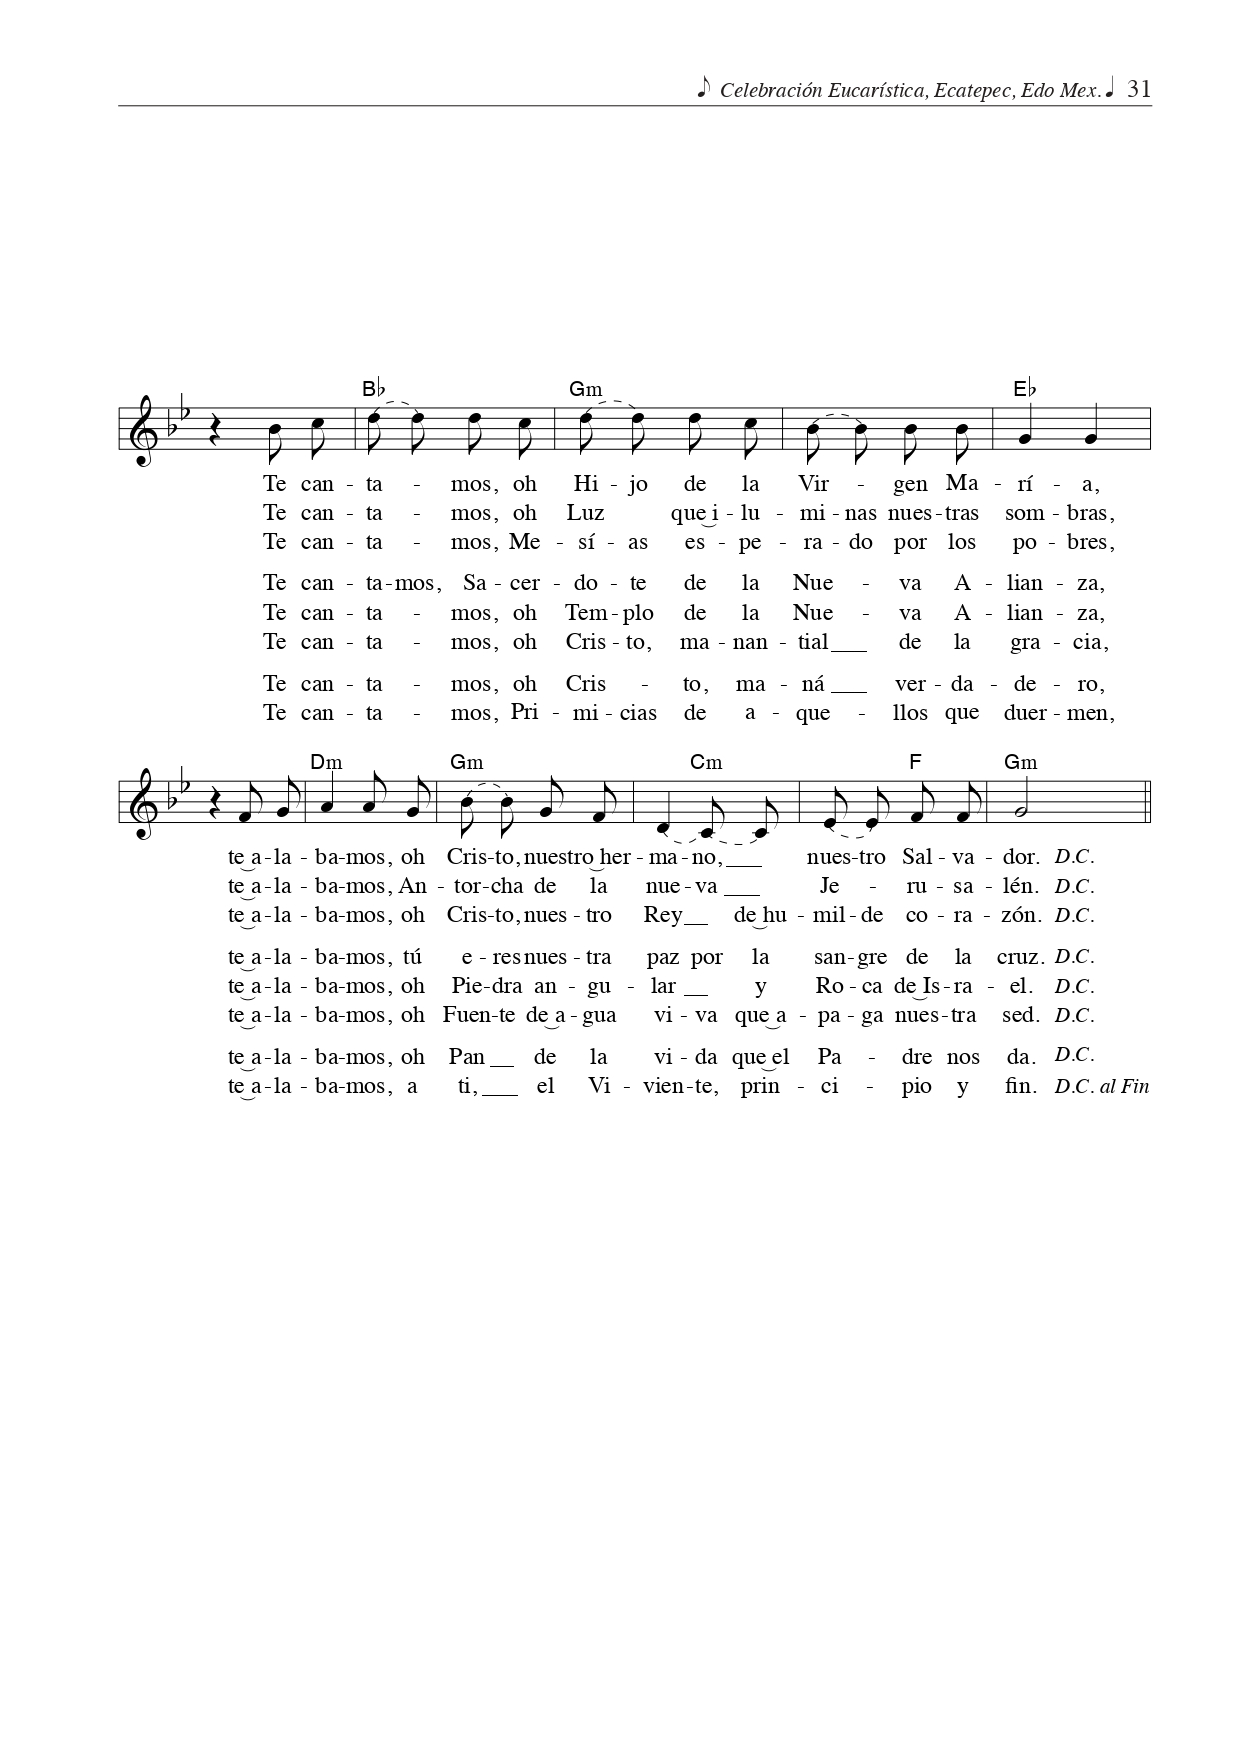 Celebración Eucarística, Ecatepec, Edo Mex. 31
B♭ Gm E♭
Te can - ta - mos, oh Hi - jo de la Vir - gen Ma - rí - a,
Te can - ta - mos, oh Luz que i - lu - mi - nas nues - tras som - bras,
Te can - ta - mos, Me - sí - as es - pe - ra - do por los po - bres,
Te can - ta - mos, Sa - cer - do - te de la Nue - va A - lian - za,
Te can - ta - mos, oh Tem - plo de la Nue - va A - lian - za,
Te can - ta - mos, oh Cris - to, ma - nan - tial___ de la gra - cia,
Te can - ta - mos, oh Cris - to, ma - ná ___ ver - da - de - ro,
Te can - ta - mos, Pri - mi - cias de a - que - llos que duer - men,
Dm Gm Cm F Gm
te a - la - ba - mos, oh Cris - to, nuestro her - ma - no, ___ nues - tro Sal - va - dor. D.C.
te a - la - ba - mos, An - tor - cha de la nue - va ___ Je - ru - sa - lén. D.C.
te a - la - ba - mos, oh Cris - to, nues - tro Rey__ de hu - mil - de co - ra - zón. D.C.
te a - la - ba - mos, tú e - res nues - tra paz por la san - gre de la cruz. D.C.
te a - la - ba - mos, oh Pie - dra an - gu - lar __ y Ro - ca de Is - ra - el. D.C.
te a - la - ba - mos, oh Fuen - te de a - gua vi - va que a - pa - ga nues - tra sed. D.C.
te a - la - ba - mos, oh Pan __ de la vi - da que el Pa - dre nos da. D.C.
te a - la - ba - mos, a ti, ___ el Vi - vien - te, prin - ci - pio y fin. D.C. al Fin